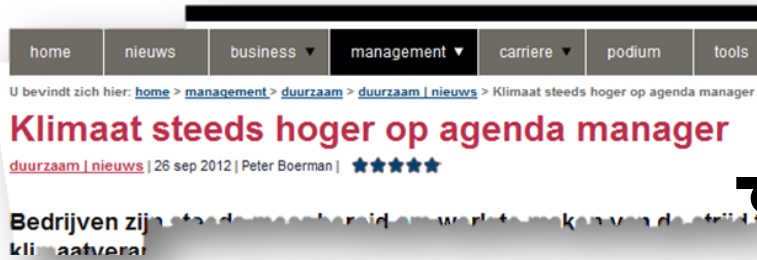 home nieuws business management carriere podium tools
U bevindt zich hier: home > management > duurzaam > duurzaam | nieuws > Klimaat steeds hoger op agenda manager
Klimaat steeds hoger op agenda manager
duurzaam | nieuws | 26 sep 2012 | Peter Boerman |
Bedrijven zijn